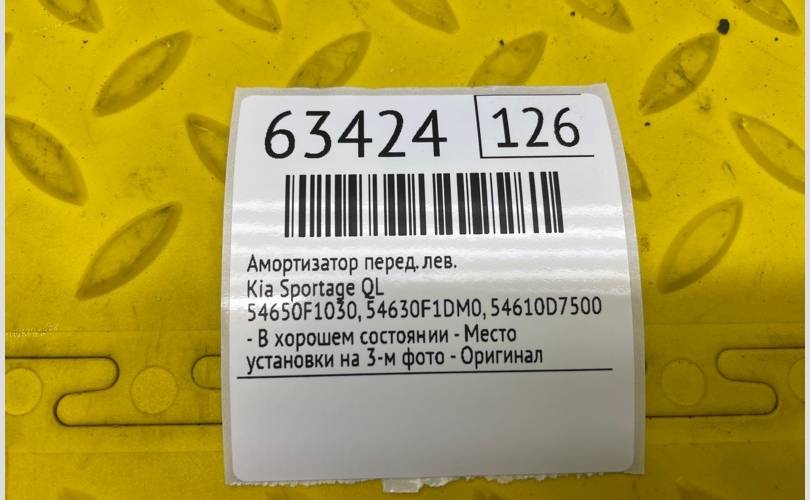 63424 126
Амортизатор перед. лев.
Kia Sportage QL
54650F1030, 54630F1DM0, 54610D7500
- В хорошем состоянии - Место
установки на 3-м фото - Оригинал